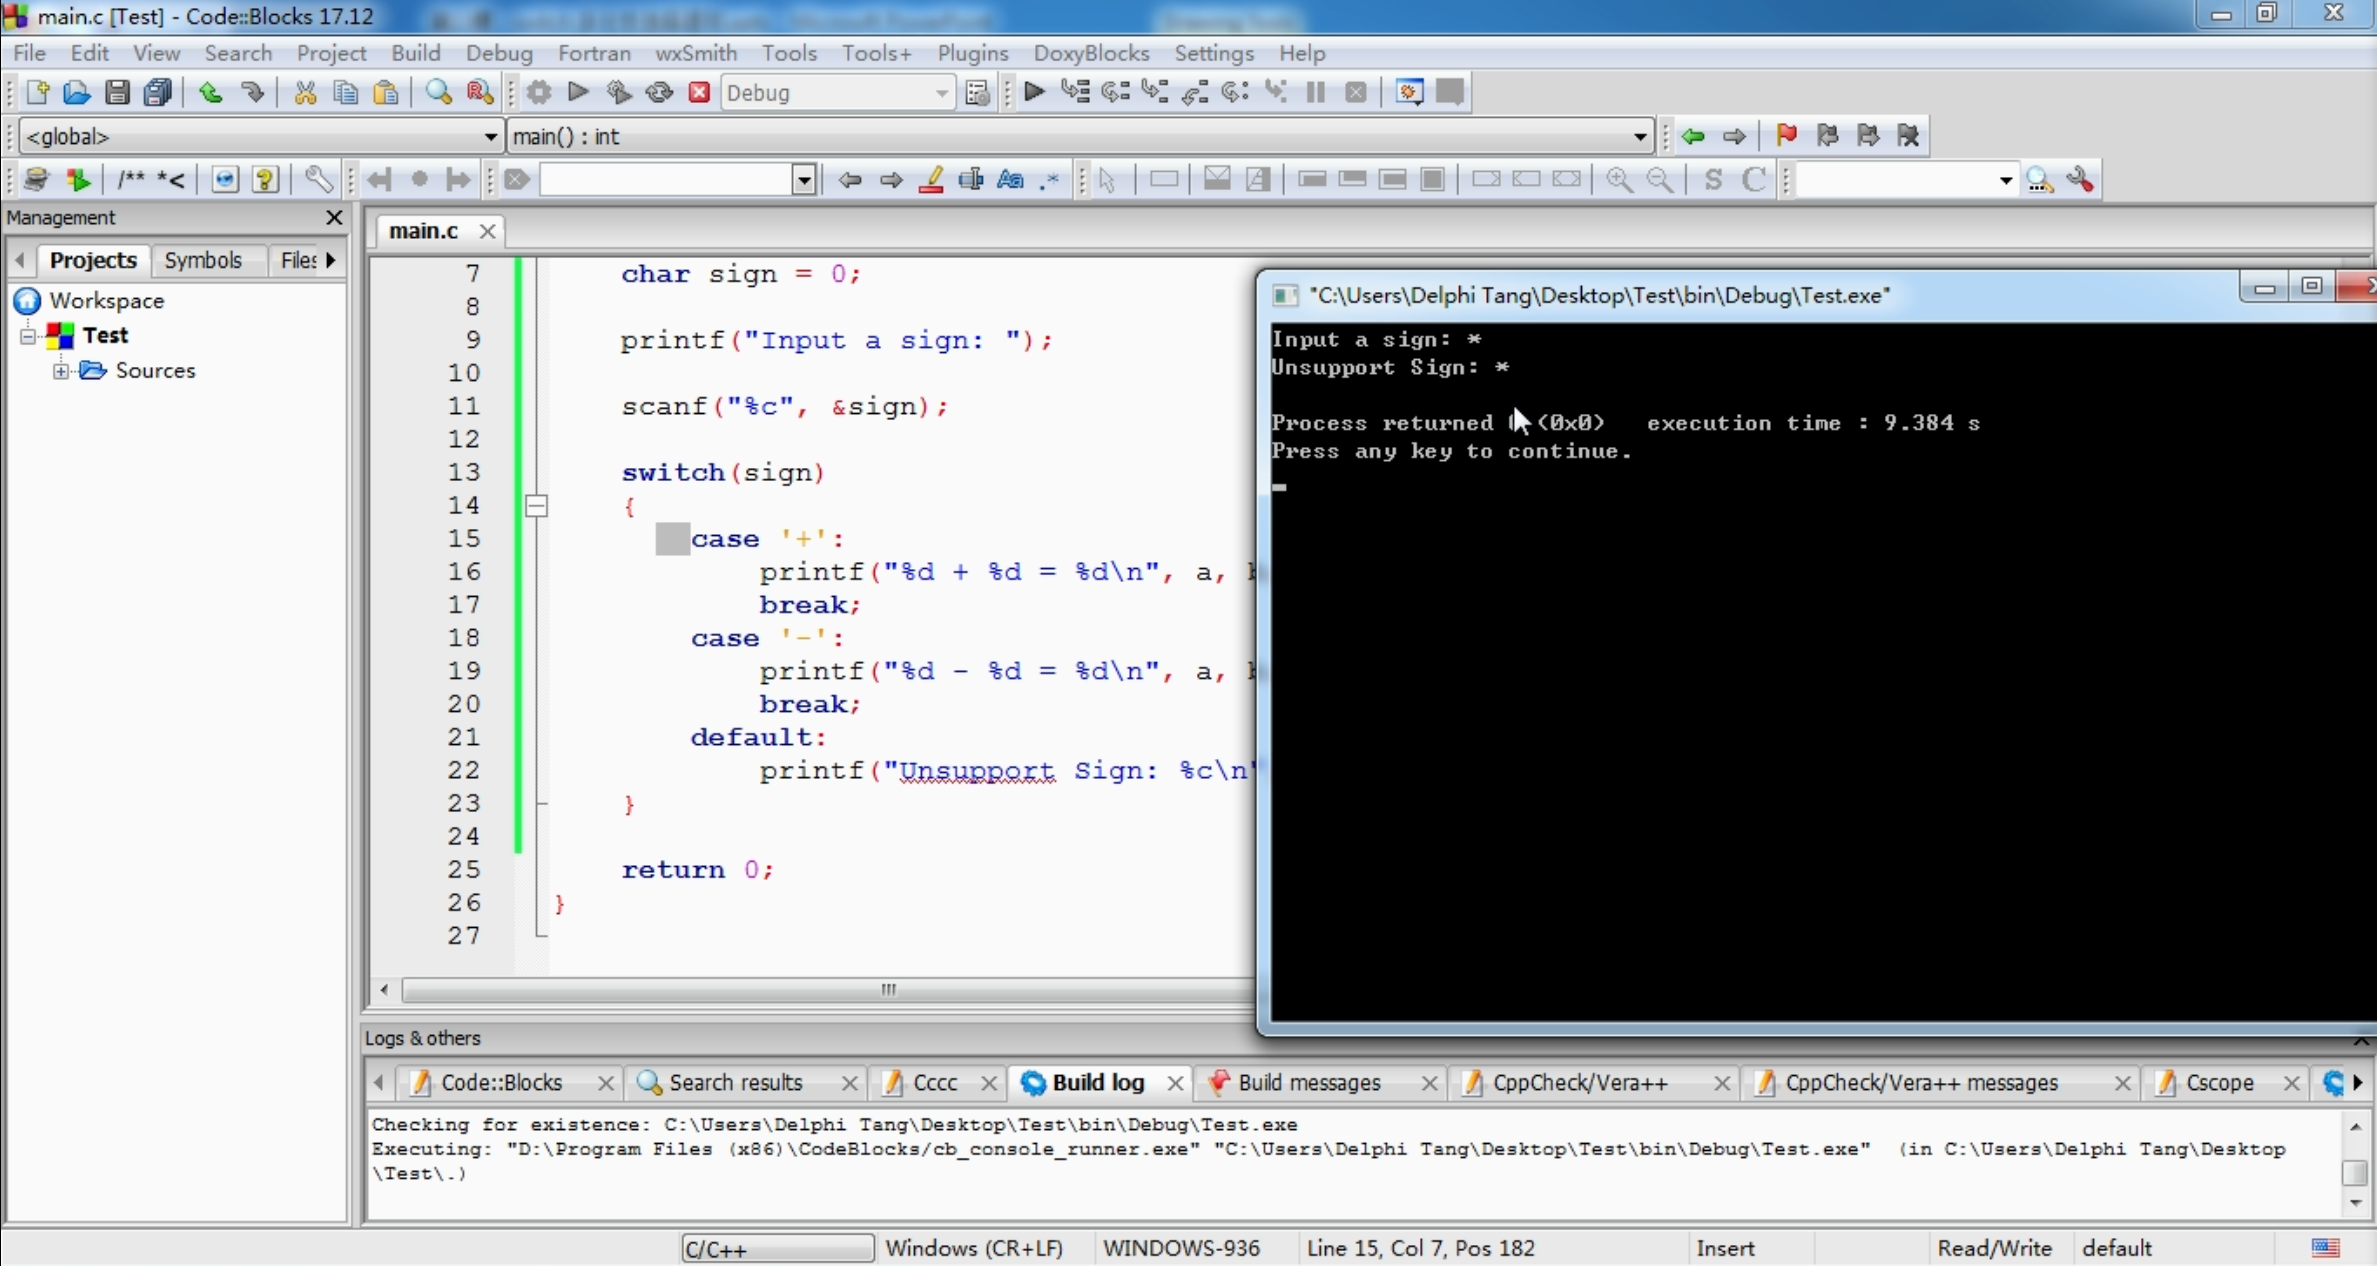 main.c [Test] - Code::Blocks 17.12
File Edit View Search Project Build Debug Fortran wxSmith Tools Tools+ Plugins DoxyBlocks Settings Help
Debug
<global> main() : int
/** *<
S C
Management
main.c
Projects Symbols Files
Workspace
Test
Sources
7 char sign = 0;
8
9 printf("Input a sign: ");
10
11 scanf("%c", &sign);
12
13 switch(sign)
14 {
15 case '+':
16 printf("%d + %d = %d\n", a,
17 break;
18 case '-':
19 printf("%d - %d = %d\n", a,
20 break;
21 default:
22 printf("Unsupport Sign: %c\n"
23 }
24
25 return 0;
26 }
27
"C:\Users\Delphi Tang\Desktop\Test\bin\Debug\Test.exe"
Input a sign: *
Unsupport Sign: *
Process returned (0x0) execution time : 9.384 s
Press any key to continue.
Logs & others
Code::Blocks Search results Cccc Build log Build messages CppCheck/Vera++ CppCheck/Vera++ messages Cscope
Checking for existence: C:\Users\Delphi Tang\Desktop\Test\bin\Debug\Test.exe
Executing: "D:\Program Files (x86)\CodeBlocks/cb_console_runner.exe" "C:\Users\Delphi Tang\Desktop\Test\bin\Debug\Test.exe" (in C:\Users\Delphi Tang\Desktop
\Test\.)
C/C++ Windows (CR+LF) WINDOWS-936 Line 15, Col 7, Pos 182 Insert Read/Write default